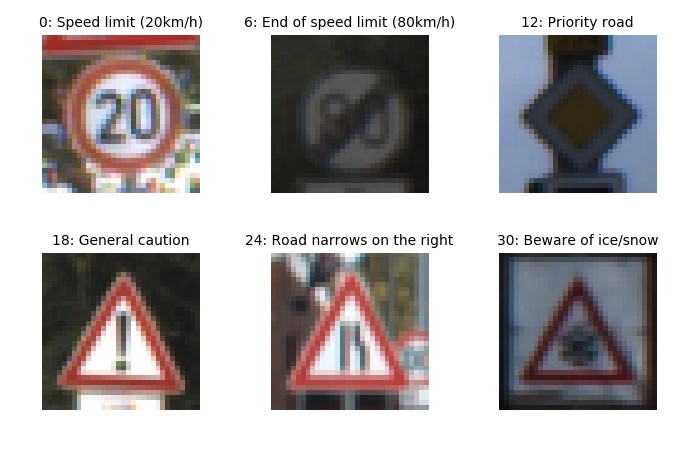 0: Speed limit (20km/h)
6: End of speed limit (80km/h)
12: Priority road
20
80
18: General caution
24: Road narrows on the right
30: Beware of ice/snow
!